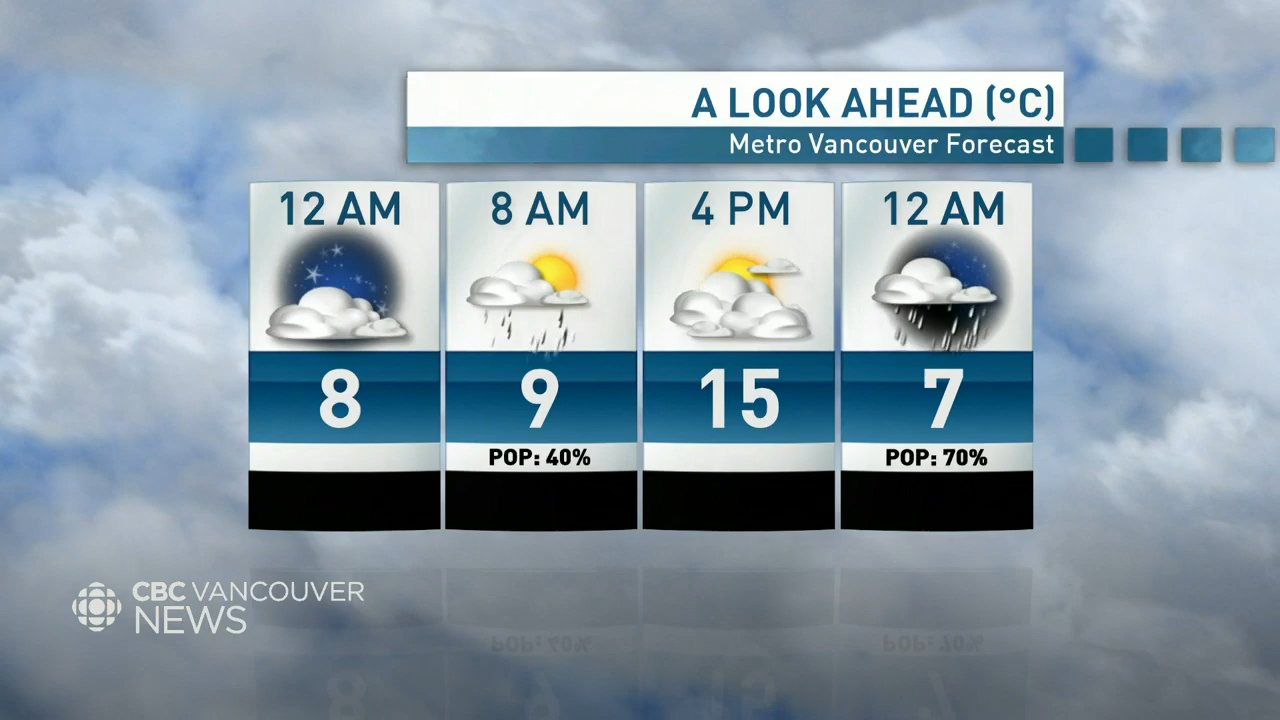 A LOOK AHEAD (°C)
Metro Vancouver Forecast
12 AM
8 AM
4 PM
12 AM
8
9
15
7
POP: 40%
POP: 70%
CBC VANCOUVER
NEWS